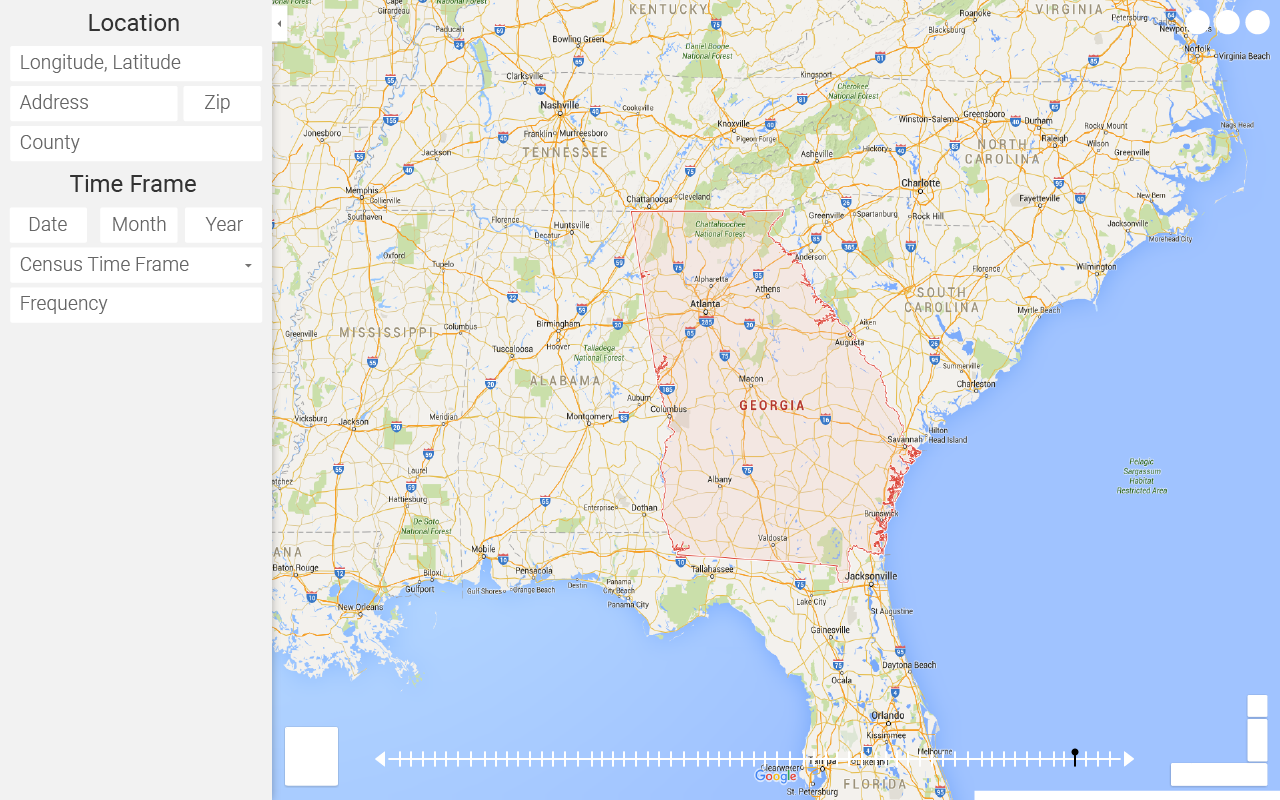 Location
Longitude, Latitude
Address
Zip
County
Time Frame
Date
Month
Year
Census Time Frame
Frequency
KENTUCKY
VIRGINIA
Paducah
Bowling Green
Roanoke
Blacksburg
Petersburg
Norfolk
Virginia Beach
Daniel Boone
National Forest
Clarksville
Kingsport
Cherokee
National Forest
Nashville
Cookeville
Knoxville
Pigeon Forge
Winston-Salem
Greensboro
Durham
Raleigh
Rocky Mount
Wilson
Greenville
Nags Head
Jonesboro
Franklin
Murfreesboro
TENNESSEE
Jackson
Asheville
Hickory
NORTH
CAROLINA
Memphis
Collierville
Southaven
Chattanooga
Cleveland
Charlotte
Fayetteville
New Bern
Jacksonville
Morehead City
Florence
Huntsville
Decatur
Chattahoochee
National Forest
Greenville
Spartanburg
Rock Hill
Oxford
Tupelo
Anderson
Florence
Wilmington
Alpharetta
Athens
Atlanta
SOUTH
CAROLINA
Myrtle Beach
Greenville
MISSISSIPPI
Columbus
Birmingham
Hoover
Tuscaloosa
Talladega
National Forest
Aiken
Augusta
Summerville
Charleston
ALABAMA
Auburn
Columbus
Macon
GEORGIA
Vicksburg
Jackson
Meridian
Montgomery
Savannah
Hilton
Head Island
Pelagic
Sargassum
Habitat
Restricted Area
Laurel
Hattiesburg
Albany
Enterprise
Dothan
Brunswick
De Soto
National Forest
Valdosta
Mobile
Tallahassee
Jacksonville
Baton Rouge
Biloxi
Gulfport
Gulf Shores
Orange Beach
Pensacola
Destin
Panama
City Beach
Panama City
Lake City
New Orleans
St Augustine
Gainesville
Daytona Beach
Ocala
Orlando
Kissimmee
Melbourne
Clearwater
Tampa
Lakeland
Google
St. Petersburg
FLORIDA